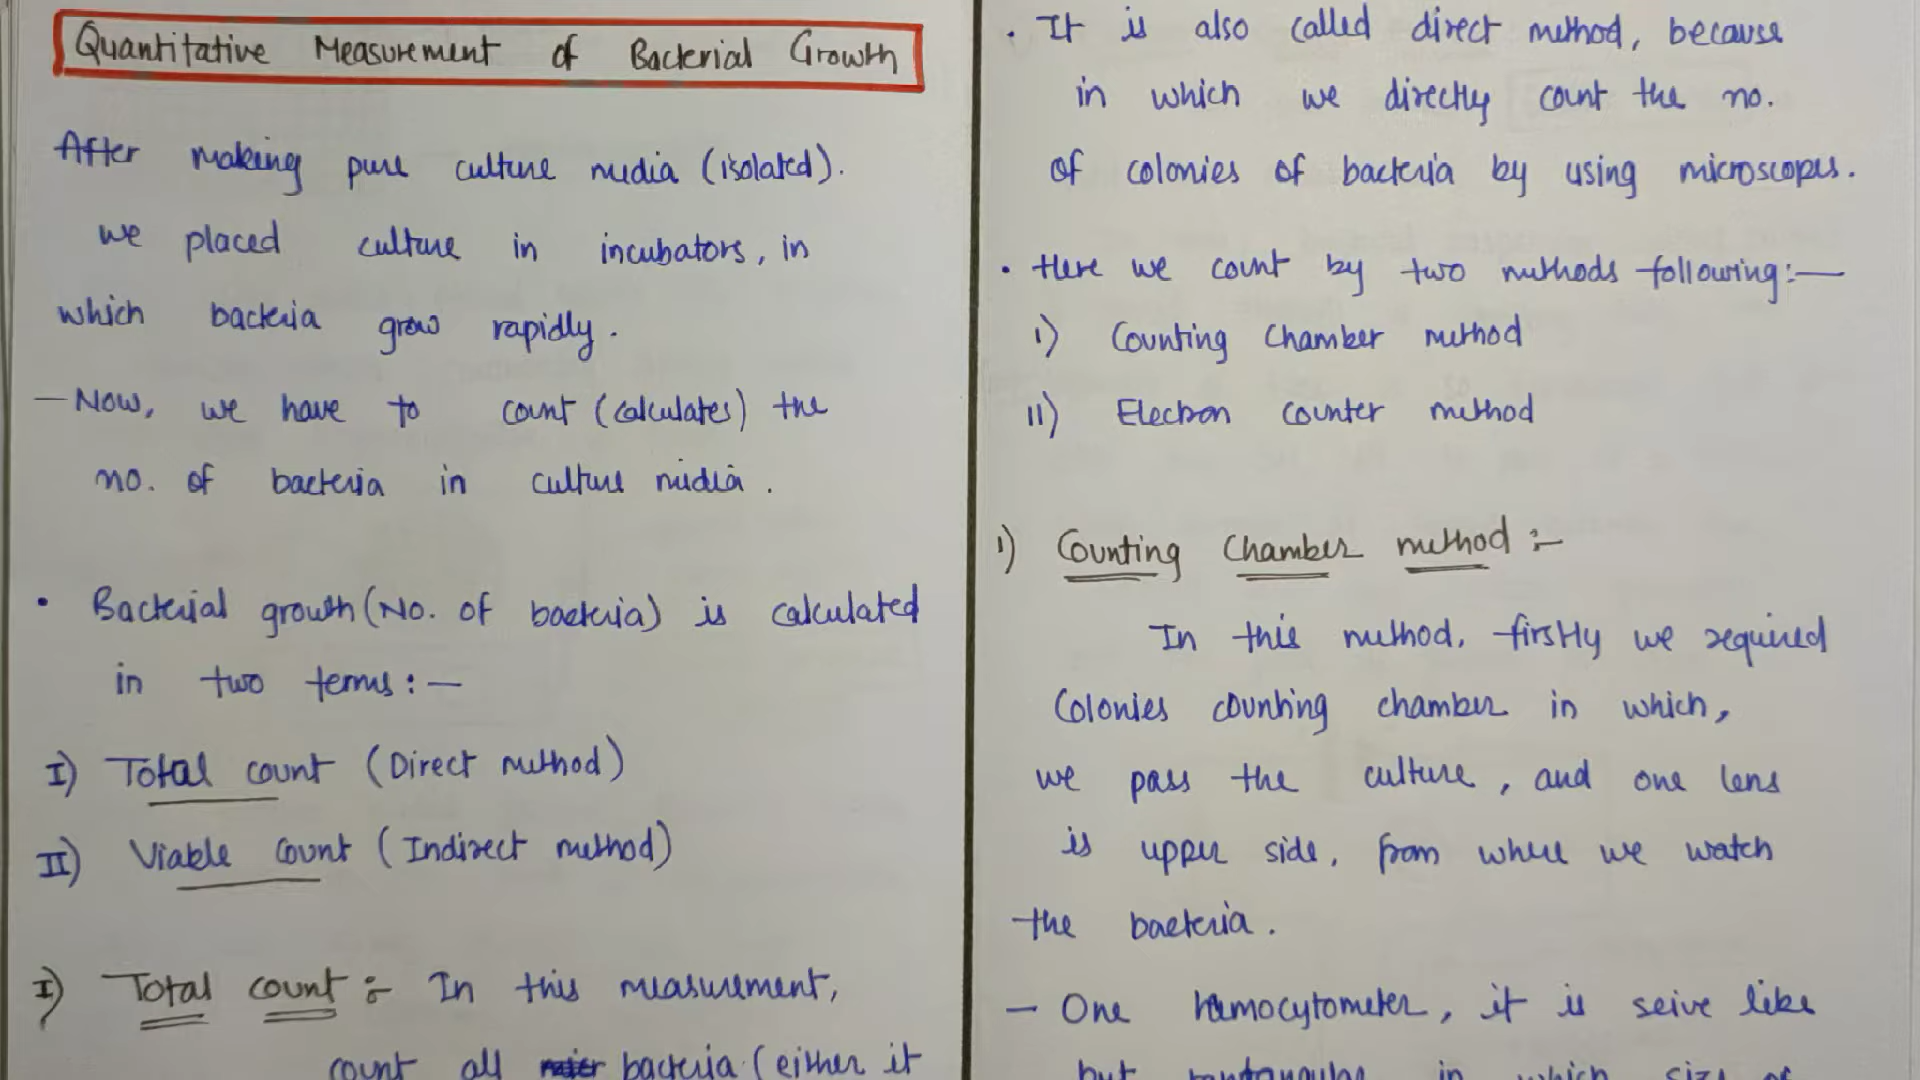 Quantitative Measurement of Bacterial Growth
After making pure culture media (isolated).
we placed culture in incubators, in
which bacteria grow rapidly.
— Now, we have to count (calculates) the
no. of bacteria in culture media.
• Bacterial growth (No. of bacteria) is calculated
in two terms :—
I) Total count (Direct method)
II) Viable count (Indirect method)
I) Total count :- In this measurement,
count all bacteria (either it
• It is also called direct method, because
in which we directly count the no.
of colonies of bacteria by using microscopes.
• Here we count by two methods following :—
i) Counting Chamber method
ii) Electron counter method
i) Counting Chamber method :-
In this method, firstly we required
Colonies counting chamber in which,
we pass the culture, and one lens
is upper side, from where we watch
the bacteria.
— One hemocytometer, it is seive like
but in which size of